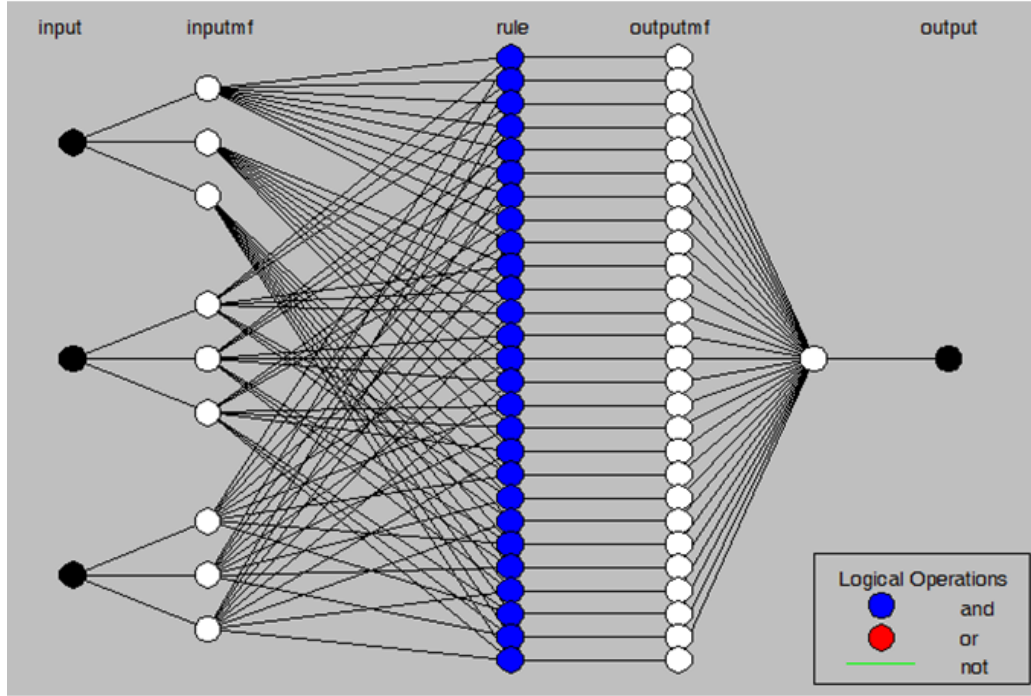 input inputmf rule outputmf output
Logical Operations
and
or
not